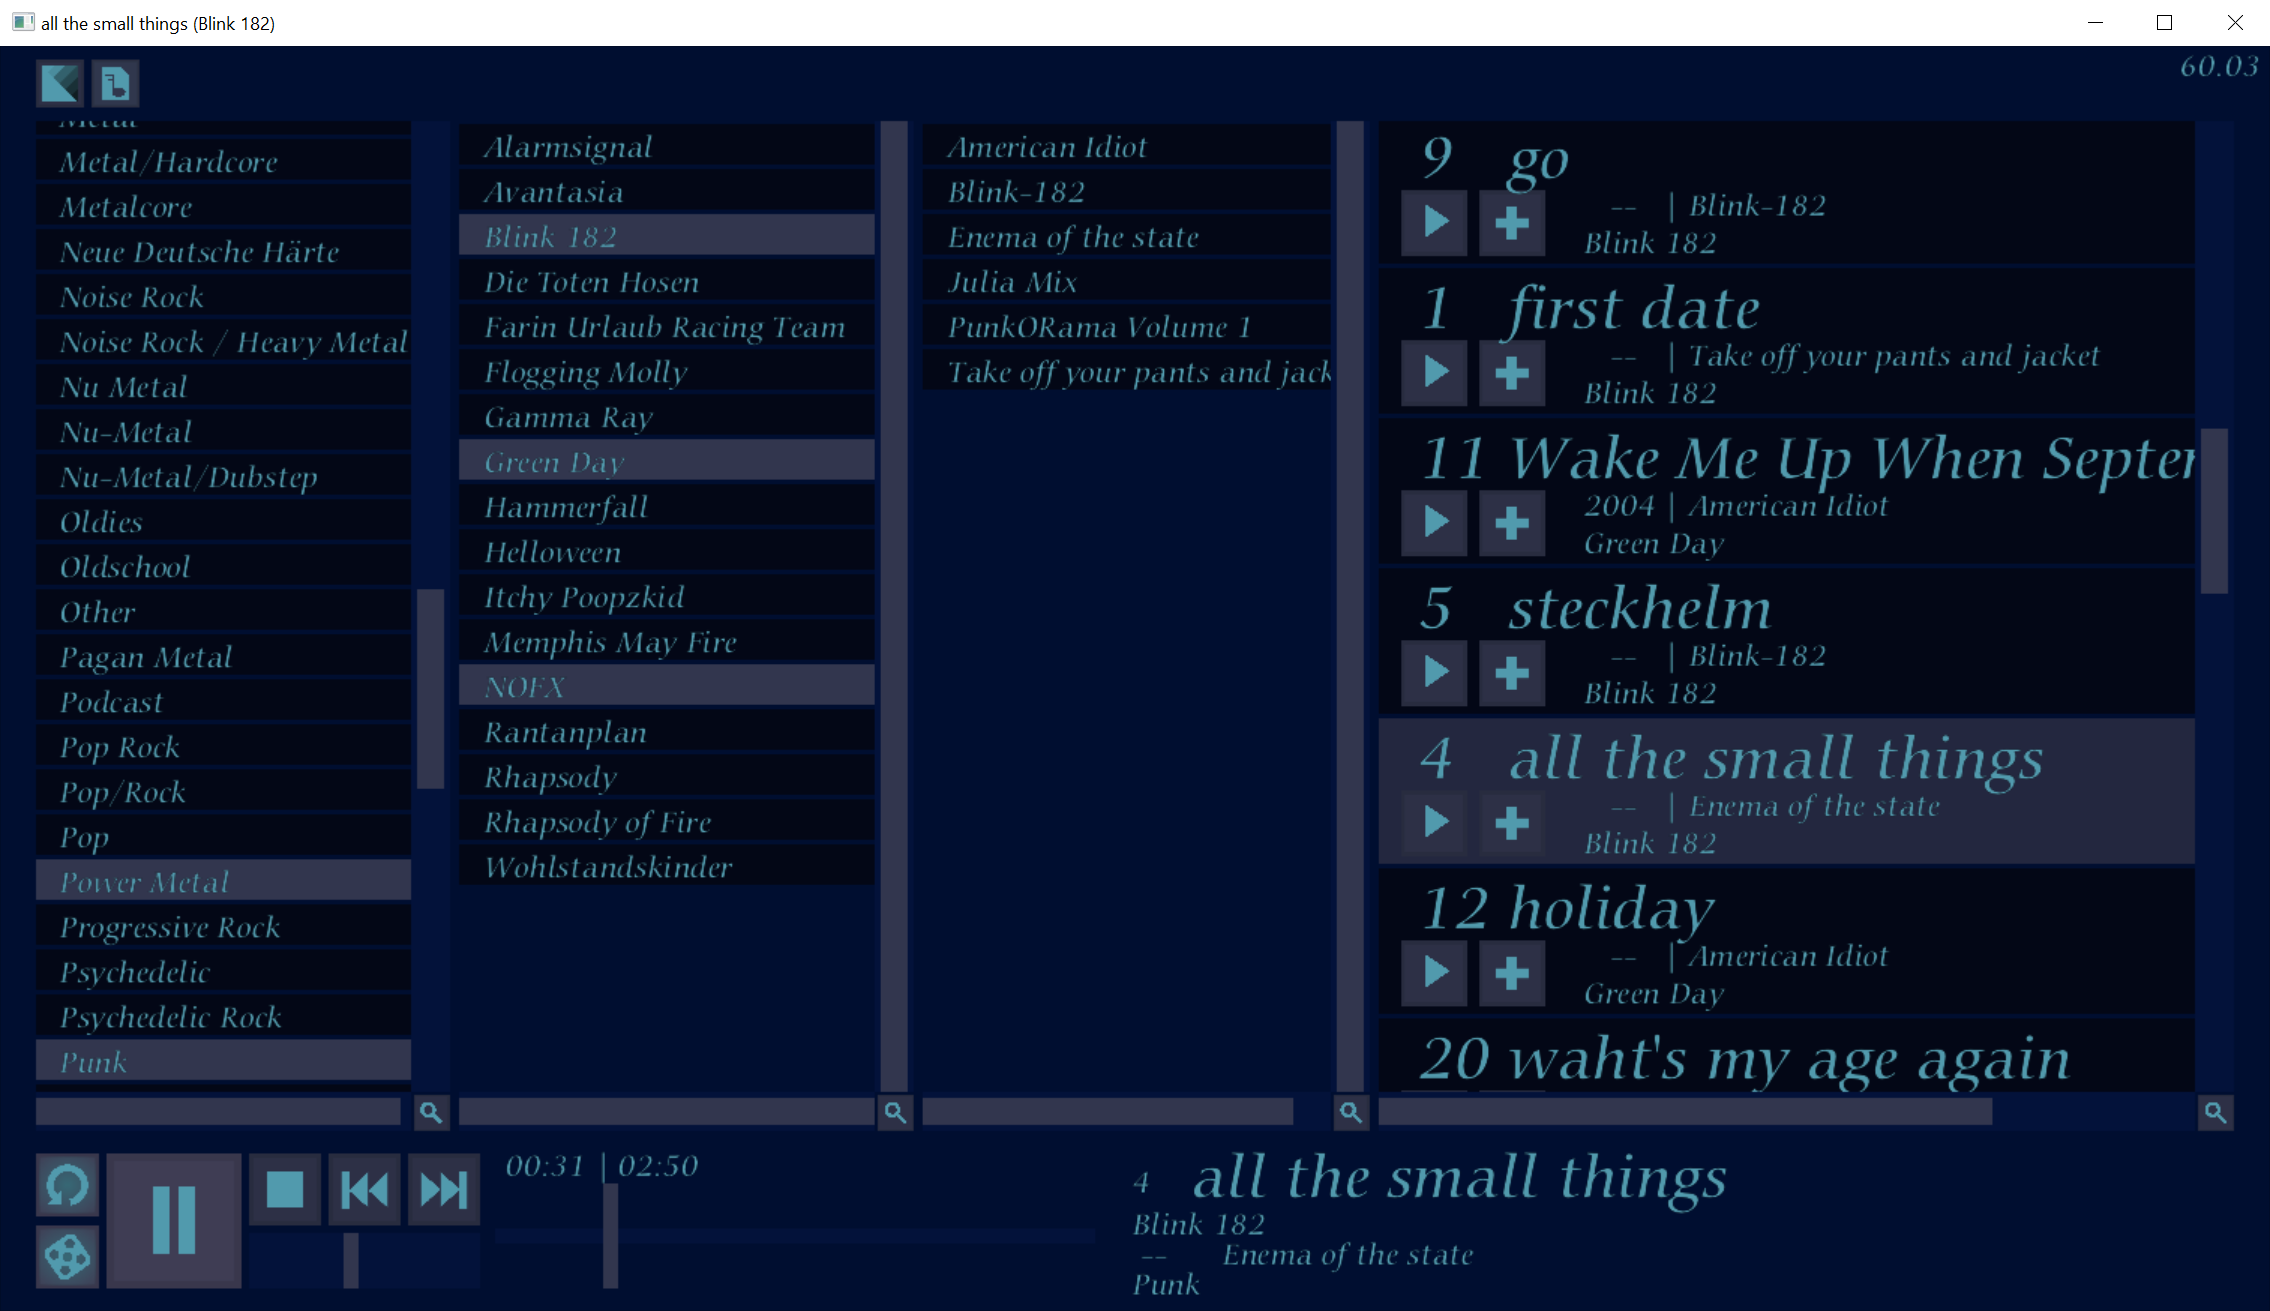 all the small things (Blink 182)
60.03
Metal
Metal/Hardcore
Metalcore
Neue Deutsche Härte
Noise Rock
Noise Rock / Heavy Metal
Nu Metal
Nu-Metal
Nu-Metal/Dubstep
Oldies
Oldschool
Other
Pagan Metal
Podcast
Pop Rock
Pop/Rock
Pop
Power Metal
Progressive Rock
Psychedelic
Psychedelic Rock
Punk
Alarmsignal
Avantasia
Blink 182
Die Toten Hosen
Farin Urlaub Racing Team
Flogging Molly
Gamma Ray
Green Day
Hammerfall
Helloween
Itchy Poopzkid
Memphis May Fire
NOFX
Rantanplan
Rhapsody
Rhapsody of Fire
Wohlstandskinder
American Idiot
Blink-182
Enema of the state
Julia Mix
PunkORama Volume 1
Take off your pants and jack
9 go
-- | Blink-182
Blink 182
1 first date
-- | Take off your pants and jacket
Blink 182
11 Wake Me Up When Septer
2004 | American Idiot
Green Day
5 steckhelm
-- | Blink-182
Blink 182
4 all the small things
-- | Enema of the state
Blink 182
12 holiday
-- | American Idiot
Green Day
20 waht's my age again
00:31 | 02:50
4 all the small things
Blink 182
-- Enema of the state
Punk